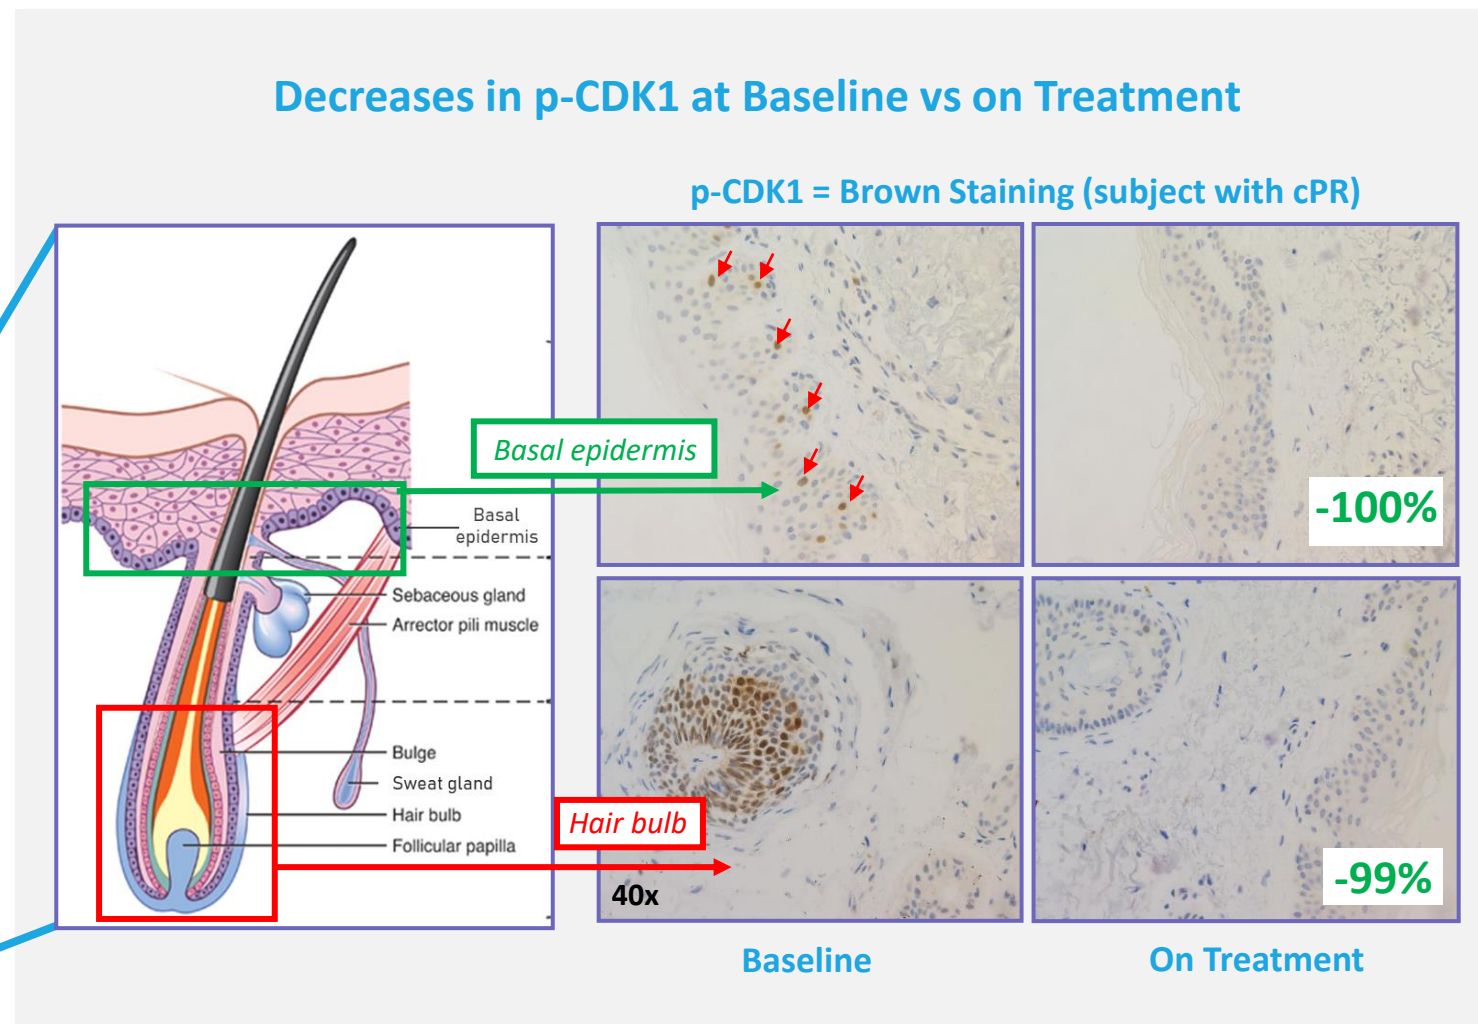 Decreases in p-CDK1 at Baseline vs on Treatment
p-CDK1 = Brown Staining (subject with cPR)
Basal epidermis
Basal
epidermis
Sebaceous gland
Arrector pili muscle
Bulge
Sweat gland
Hair bulb
Follicular papilla
Hair bulb
40x
-100%
-99%
Baseline
On Treatment